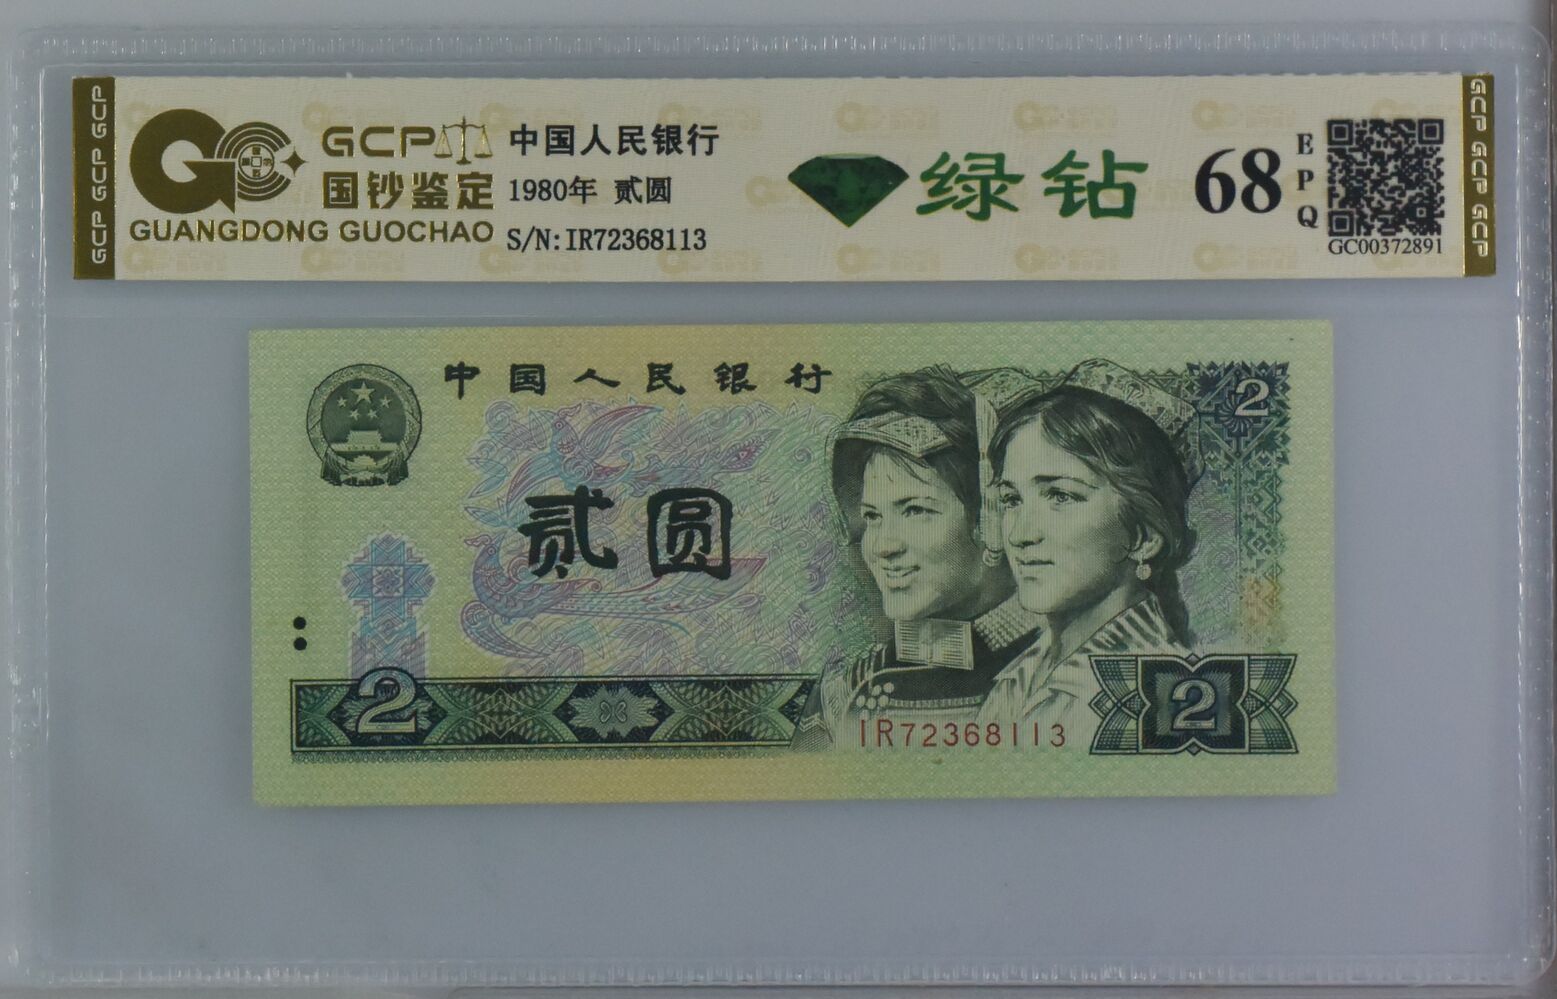 GCP GCP GCP
GCP
国钞鉴定
GUANGDONG GUOCHAO
中国人民银行
1980年 贰圆
S/N:IR72368113
绿钻
68
EPQ
GC00372891
GCP GCP GCP
中国人民银行
2
贰圆
2
2
IR72368113